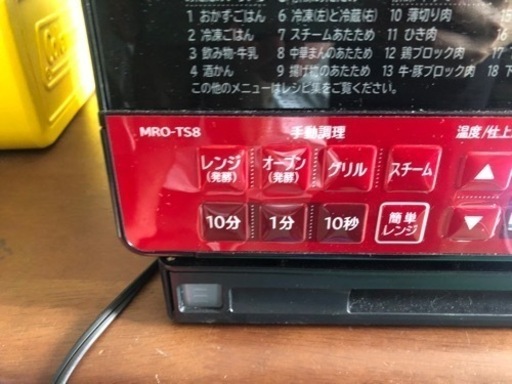 1 おかずごはん 6 冷凍(左)と冷蔵(右) 10 薄切り肉 15
2 冷凍ごはん 7 スチームあたため 11 ひき肉 16
3 飲み物・牛乳 8 中華まんのあたため 12 鶏ブロック肉 17
4 酒かん 9 揚げ物のあたため 13 牛・豚ブロック肉 18
この他のメニューはレシピ集をご覧ください。
MRO-TS8 手動調理 温度/仕上
レンジ オーブン グリル スチーム ▲
(発酵) (発酵)
10分 1分 10秒 簡単 ▼
レンジ